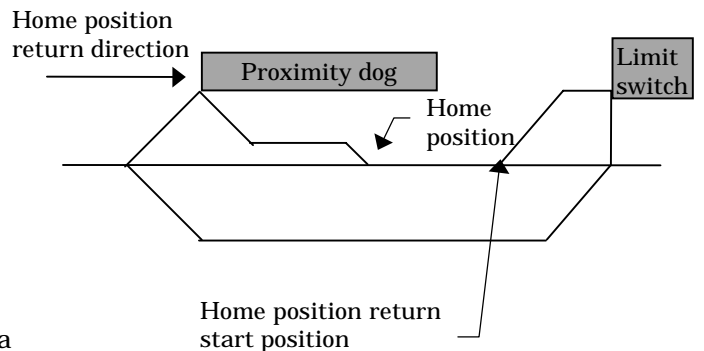 Home position
return direction
Proximity dog
Limit
switch
Home
position
Home position return
start position
a